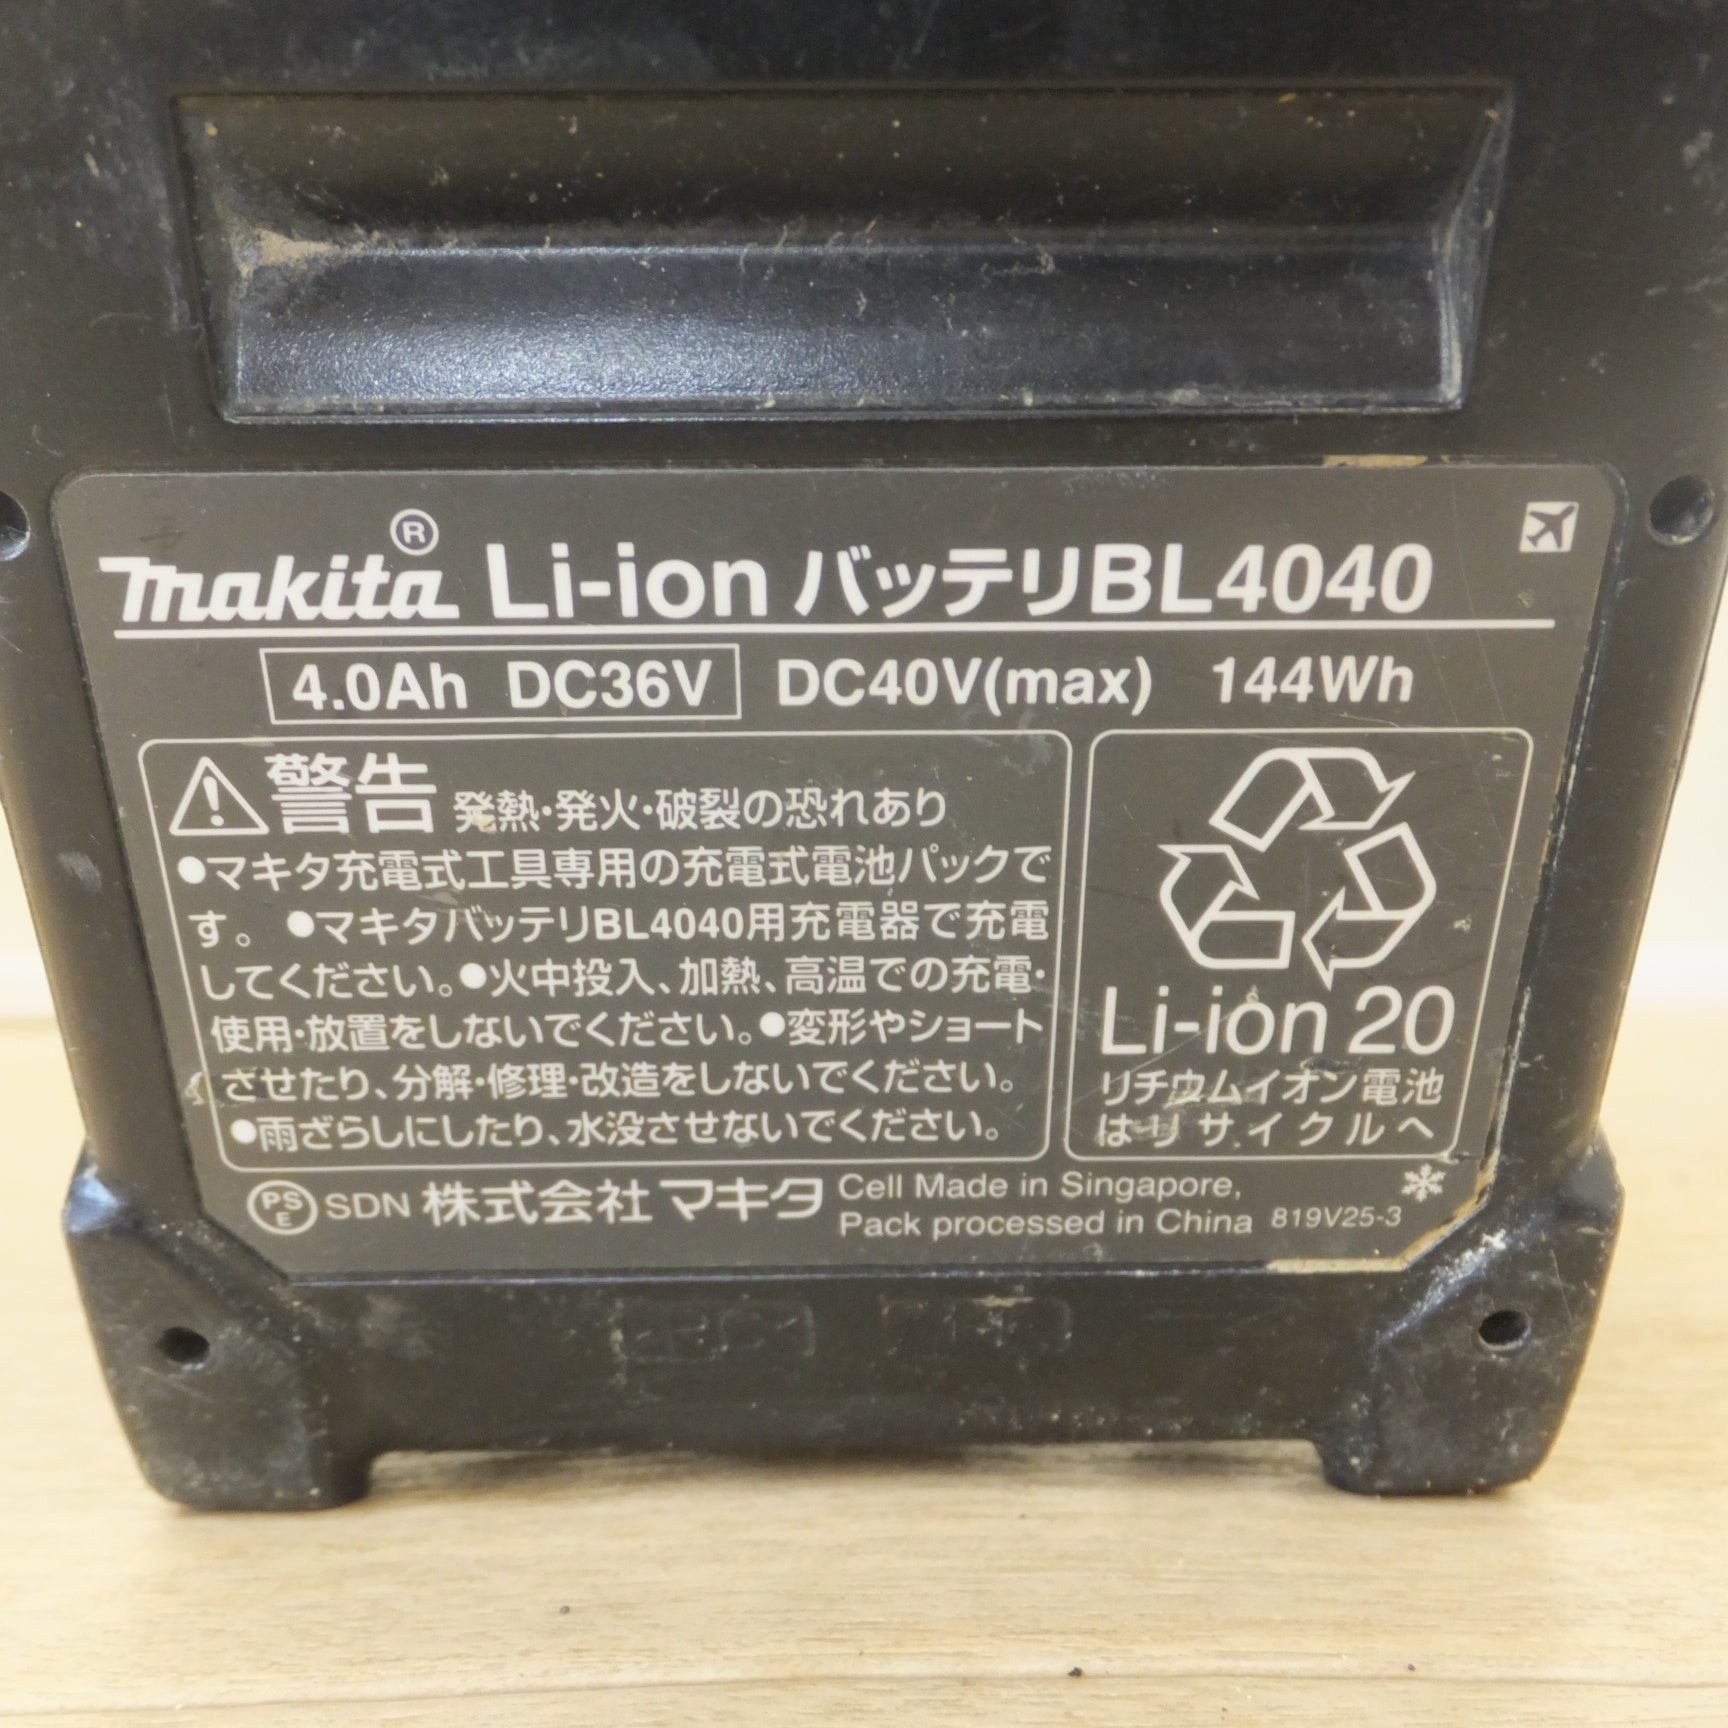 makita® Li-ion バッテリBL4040
4.0Ah DC36V DC40V(max) 144Wh
警告 発熱・発火・破裂の恐れあり
●マキタ充電式工具専用の充電式電池パックで
す。 ●マキタバッテリBL4040用充電器で充電
してください。●火中投入、加熱、高温での充電・
使用・放置をしないでください。●変形やショート
させたり、分解・修理・改造をしないでください。
●雨ざらしにしたり、水没させないでください。
Li-ion 20
リチウムイオン電池
はリサイクルへ
PSE SDN 株式会社マキタ
Cell Made in Singapore,
Pack processed in China 819V25-3